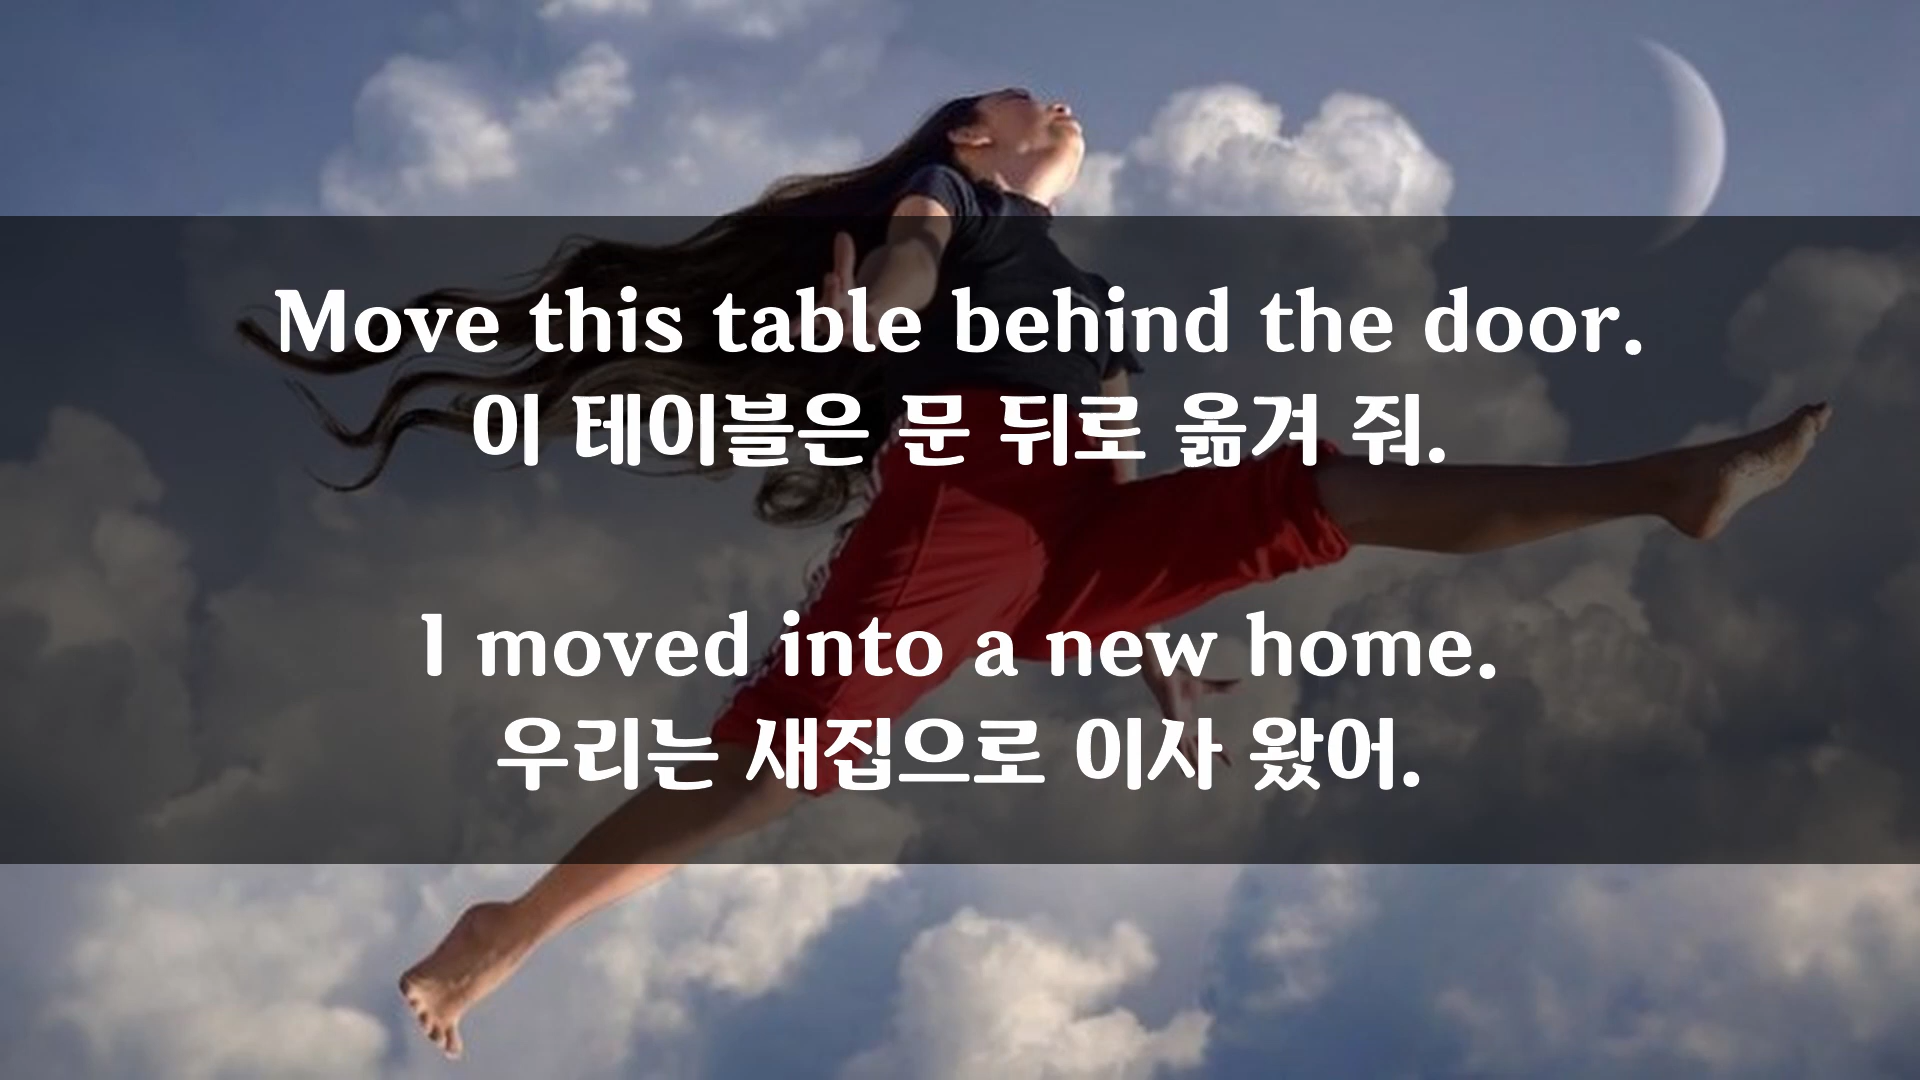 Move this table behind the door.
이 테이블은 문 뒤로 옮겨 줘.
I moved into a new home.
우리는 새집으로 이사 왔어.